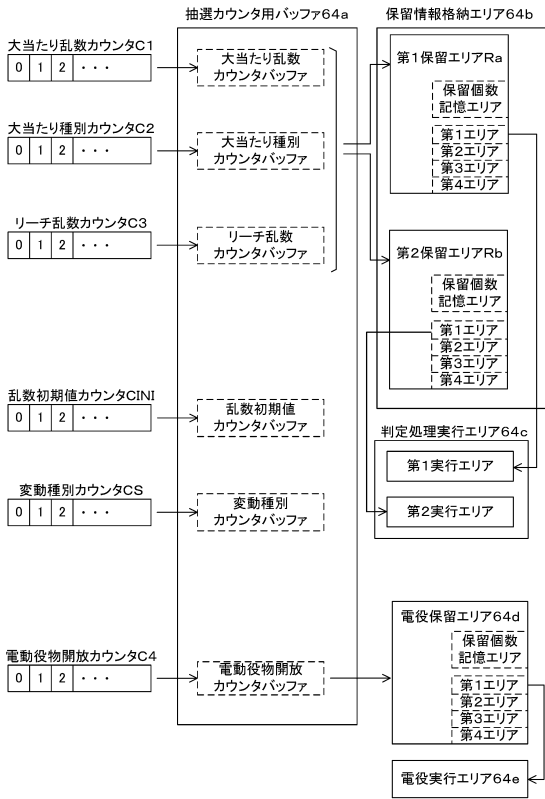 抽選カウンタ用バッファ64a
保留情報格納エリア64b
大当たり乱数カウンタC1
0 1 2 ・・・
大当たり乱数
カウンタバッファ
大当たり種別カウンタC2
0 1 2 ・・・
大当たり種別
カウンタバッファ
リーチ乱数カウンタC3
0 1 2 ・・・
リーチ乱数
カウンタバッファ
第1保留エリアRa
保留個数
記憶エリア
第1エリア
第2エリア
第3エリア
第4エリア
第2保留エリアRb
保留個数
記憶エリア
第1エリア
第2エリア
第3エリア
第4エリア
乱数初期値カウンタCINI
0 1 2 ・・・
乱数初期値
カウンタバッファ
判定処理実行エリア64c
第1実行エリア
第2実行エリア
変動種別カウンタCS
0 1 2 ・・・
変動種別
カウンタバッファ
電動役物開放カウンタC4
0 1 2 ・・・
電動役物開放
カウンタバッファ
電役保留エリア64d
保留個数
記憶エリア
第1エリア
第2エリア
第3エリア
第4エリア
電役実行エリア64e